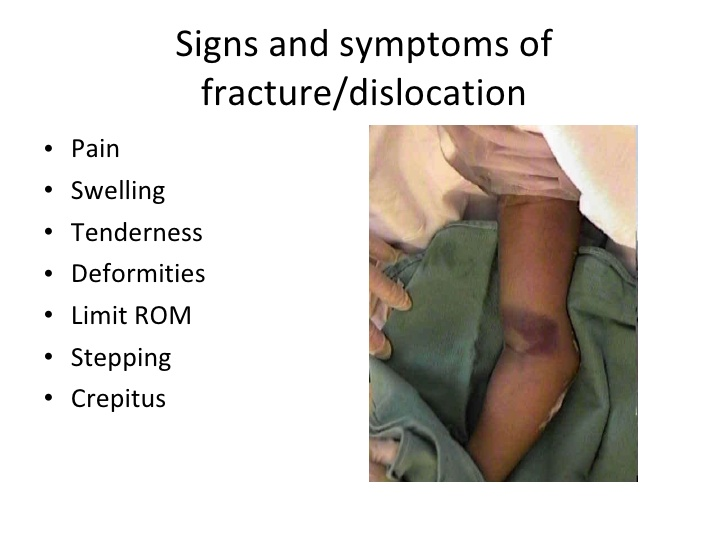 Signs and symptoms of
fracture/dislocation
• Pain
• Swelling
• Tenderness
• Deformities
• Limit ROM
• Stepping
• Crepitus